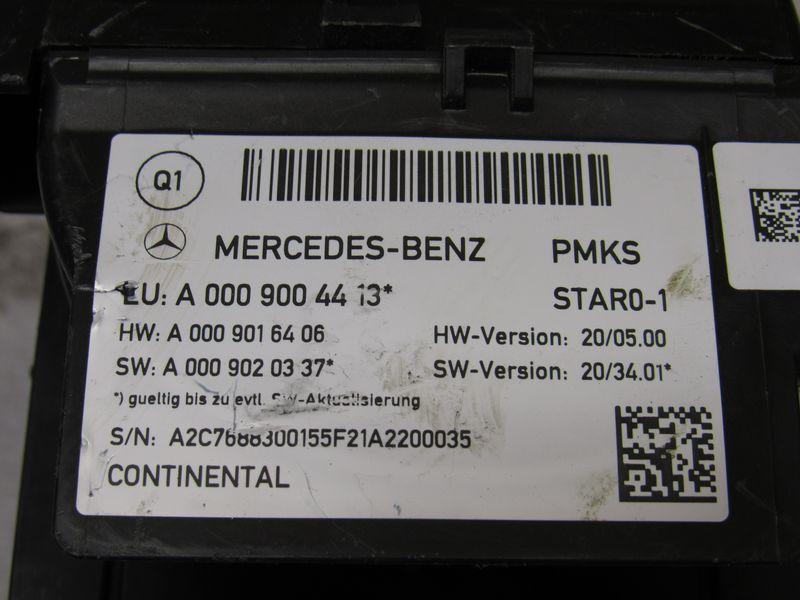 Q1
MERCEDES-BENZ PMKS
EU: A 000 900 44 13* STAR0-1
HW: A 000 901 64 06 HW-Version: 20/05.00
SW: A 000 902 03 37* SW-Version: 20/34.01*
*) gueltig bis zu evtl. SW-Aktualisierung
S/N: A2C7688300155F21A2200035
CONTINENTAL